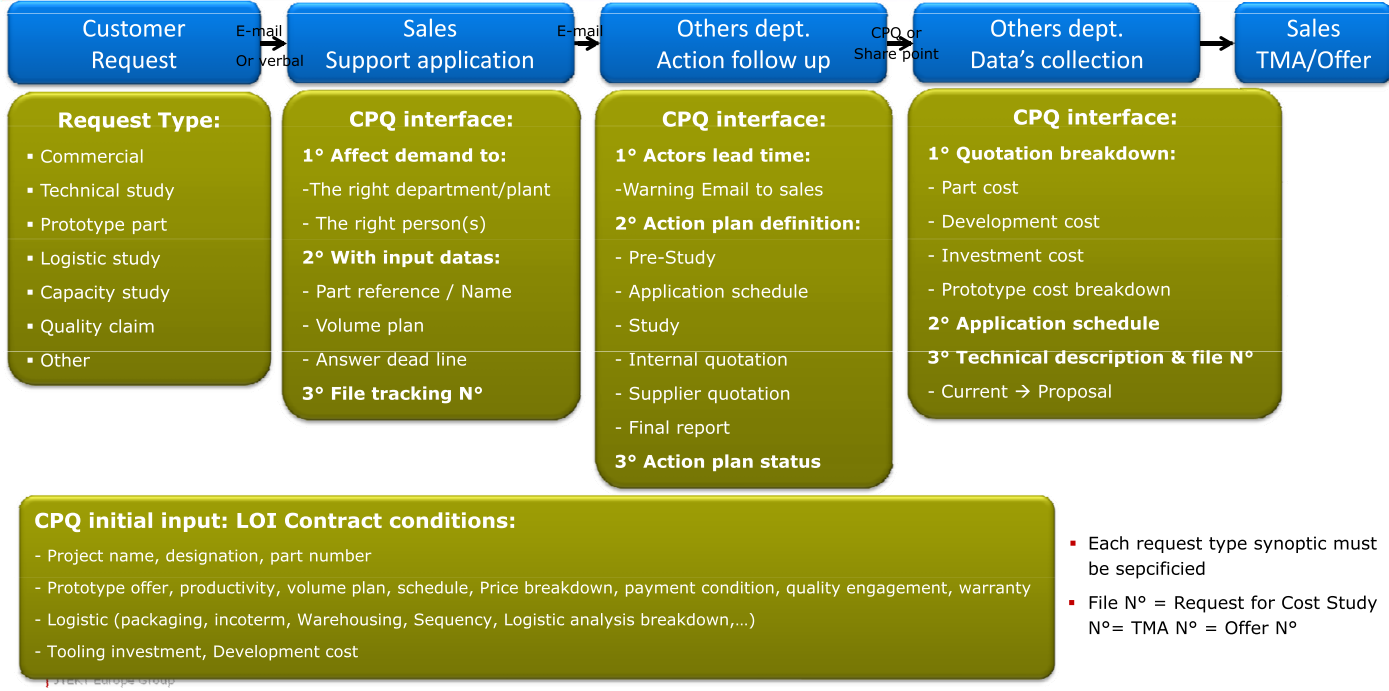 Customer
Request
E-mail
Or verbal
Sales
Support application
E-mail
Others dept.
Action follow up
CPQ or
Share point
Others dept.
Data's collection
Sales
TMA/Offer
Request Type:
▪ Commercial
▪ Technical study
▪ Prototype part
▪ Logistic study
▪ Capacity study
▪ Quality claim
▪ Other
CPQ interface:
1° Affect demand to:
-The right department/plant
- The right person(s)
2° With input datas:
- Part reference / Name
- Volume plan
- Answer dead line
3° File tracking N°
CPQ interface:
1° Actors lead time:
-Warning Email to sales
2° Action plan definition:
- Pre-Study
- Application schedule
- Study
- Internal quotation
- Supplier quotation
- Final report
3° Action plan status
CPQ interface:
1° Quotation breakdown:
- Part cost
- Development cost
- Investment cost
- Prototype cost breakdown
2° Application schedule
3° Technical description & file N°
- Current → Proposal
CPQ initial input: LOI Contract conditions:
- Project name, designation, part number
- Prototype offer, productivity, volume plan, schedule, Price breakdown, payment condition, quality engagement, warranty
- Logistic (packaging, incoterm, Warehousing, Sequency, Logistic analysis breakdown,…)
- Tooling investment, Development cost
▪ Each request type synoptic must
be sepcificied
▪ File N° = Request for Cost Study
N°= TMA N° = Offer N°
JTEKT Europe Group